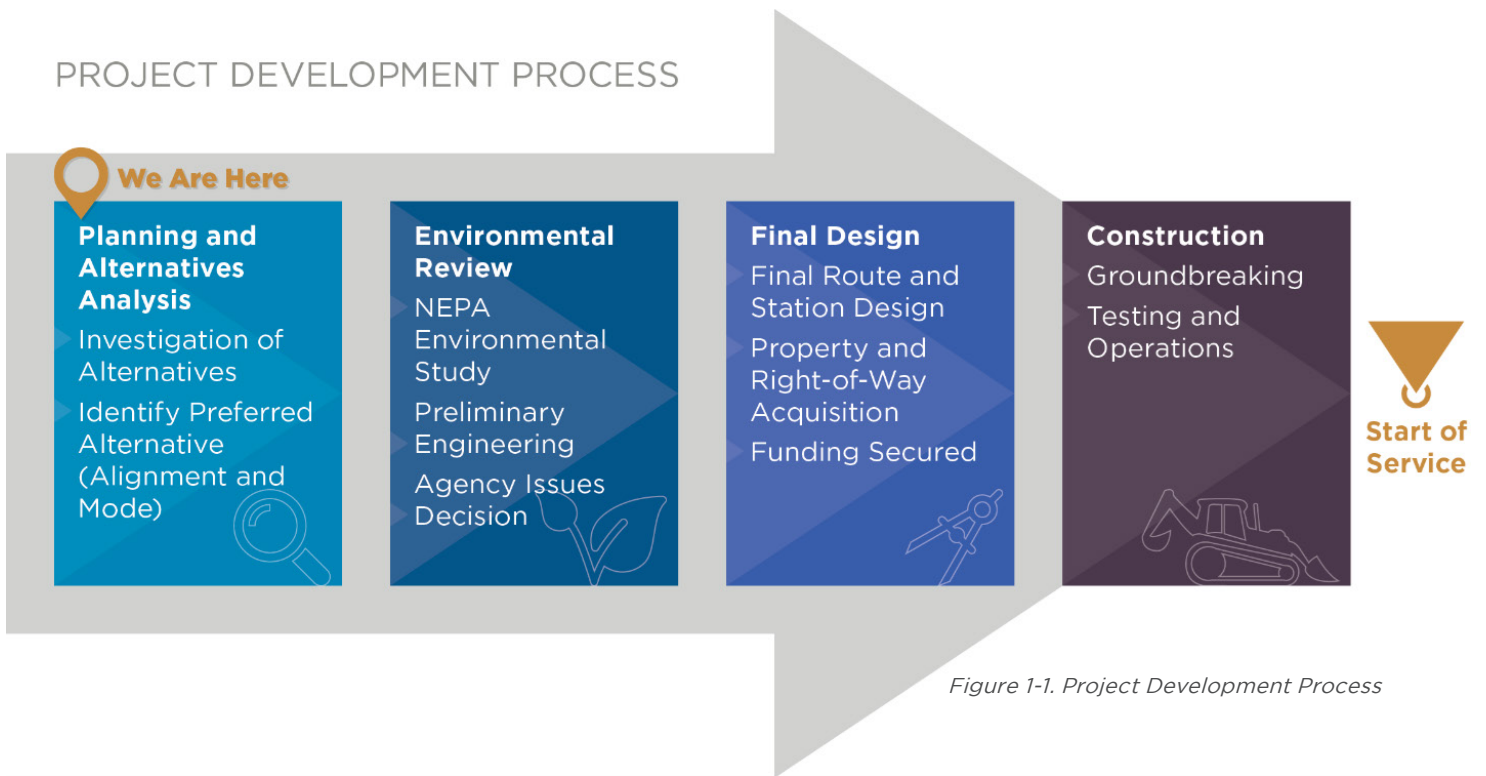 PROJECT DEVELOPMENT PROCESS
We Are Here
Planning and
Alternatives
Analysis
Investigation of
Alternatives
Identify Preferred
Alternative
(Alignment and
Mode)
Environmental
Review
NEPA
Environmental
Study
Preliminary
Engineering
Agency Issues
Decision
Final Design
Final Route and
Station Design
Property and
Right-of-Way
Acquisition
Funding Secured
Construction
Groundbreaking
Testing and
Operations
Start of
Service
Figure 1-1. Project Development Process